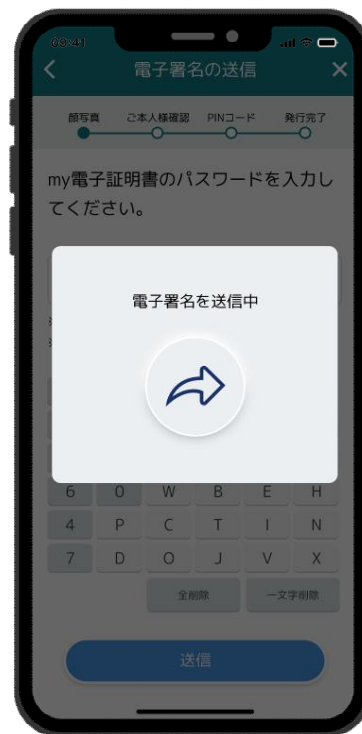 09:41
電子署名の送信
顔写真 ご本人様確認 PINコード 発行完了
my電子証明書のパスワードを入力し
てください。
電子署名を送信中
6 0 W B E H
4 P C T I N
7 D O J V X
全削除 一文字削除
送信